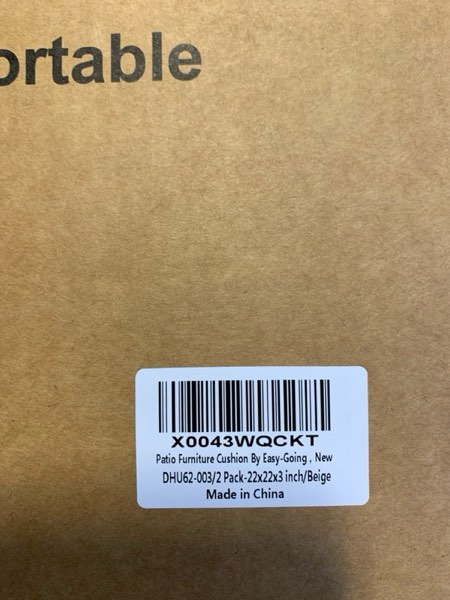 ortable
X0043WQCKT
Patio Furniture Cushion By Easy-Going , New
DHU62-003/2 Pack-22x22x3 inch/Beige
Made in China